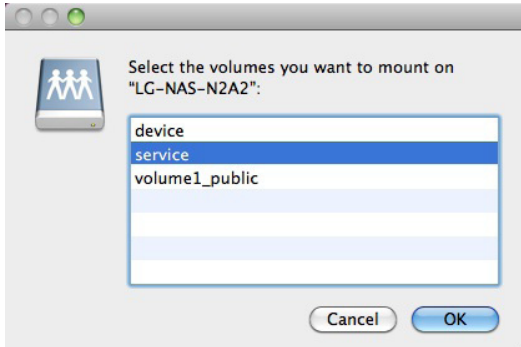 Select the volumes you want to mount on
“LG-NAS-N2A2”:
device
service
volume1_public
Cancel
OK